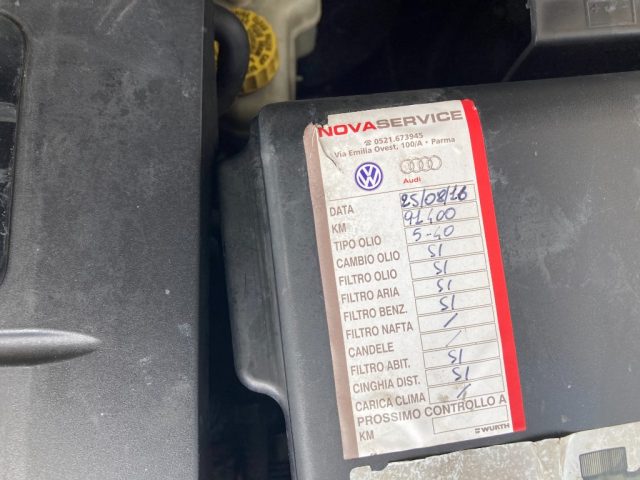 NOVASERVICE
☎ 0521.673945
Via Emilia Ovest, 100/A • Parma
Audi
DATA 25/08/16
KM 91400
TIPO OLIO 5-40
CAMBIO OLIO SI
FILTRO OLIO SI
FILTRO ARIA SI
FILTRO BENZ. SI
FILTRO NAFTA /
CANDELE /
FILTRO ABIT. SI
CINGHIA DIST. SI
CARICA CLIMA /
PROSSIMO CONTROLLO A
KM
WÜRTH